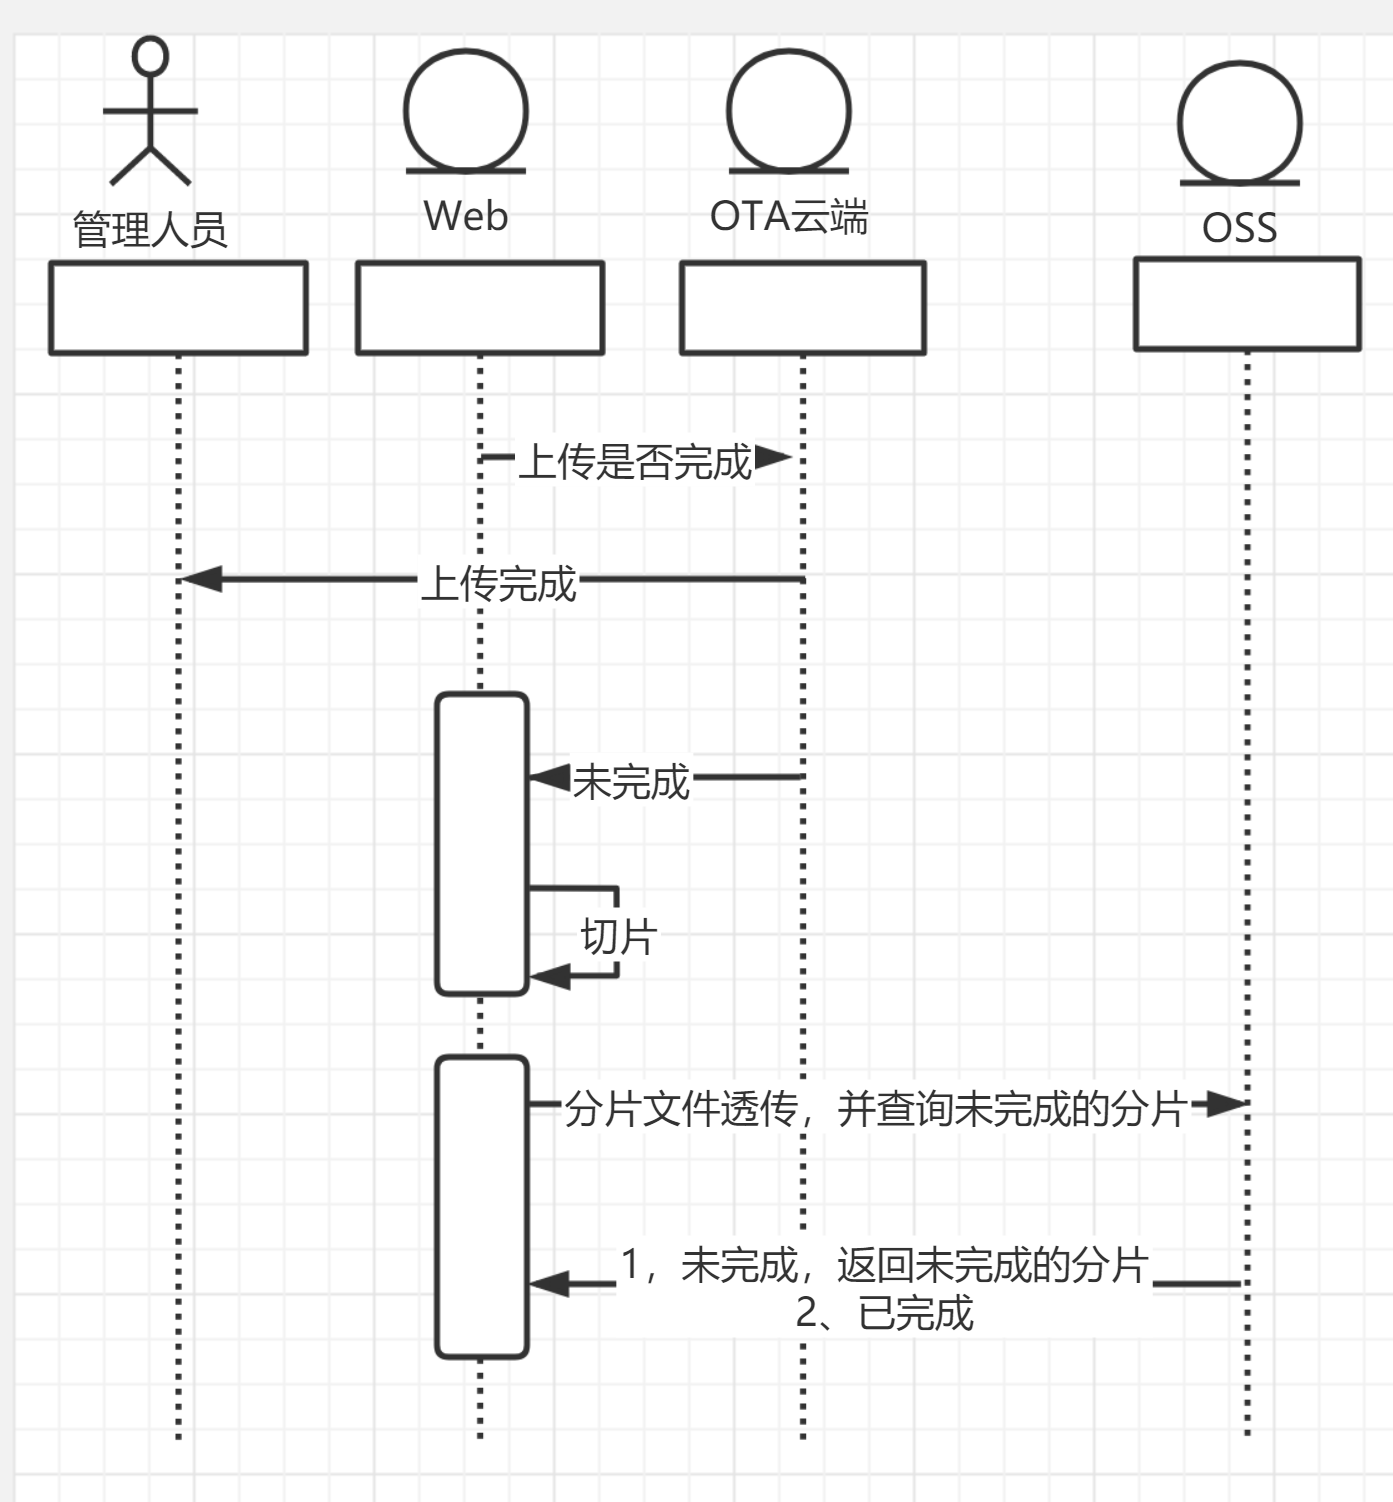 管理人员
Web
OTA云端
OSS
上传是否完成
上传完成
未完成
切片
分片文件透传，并查询未完成的分片
1，未完成，返回未完成的分片
2、已完成